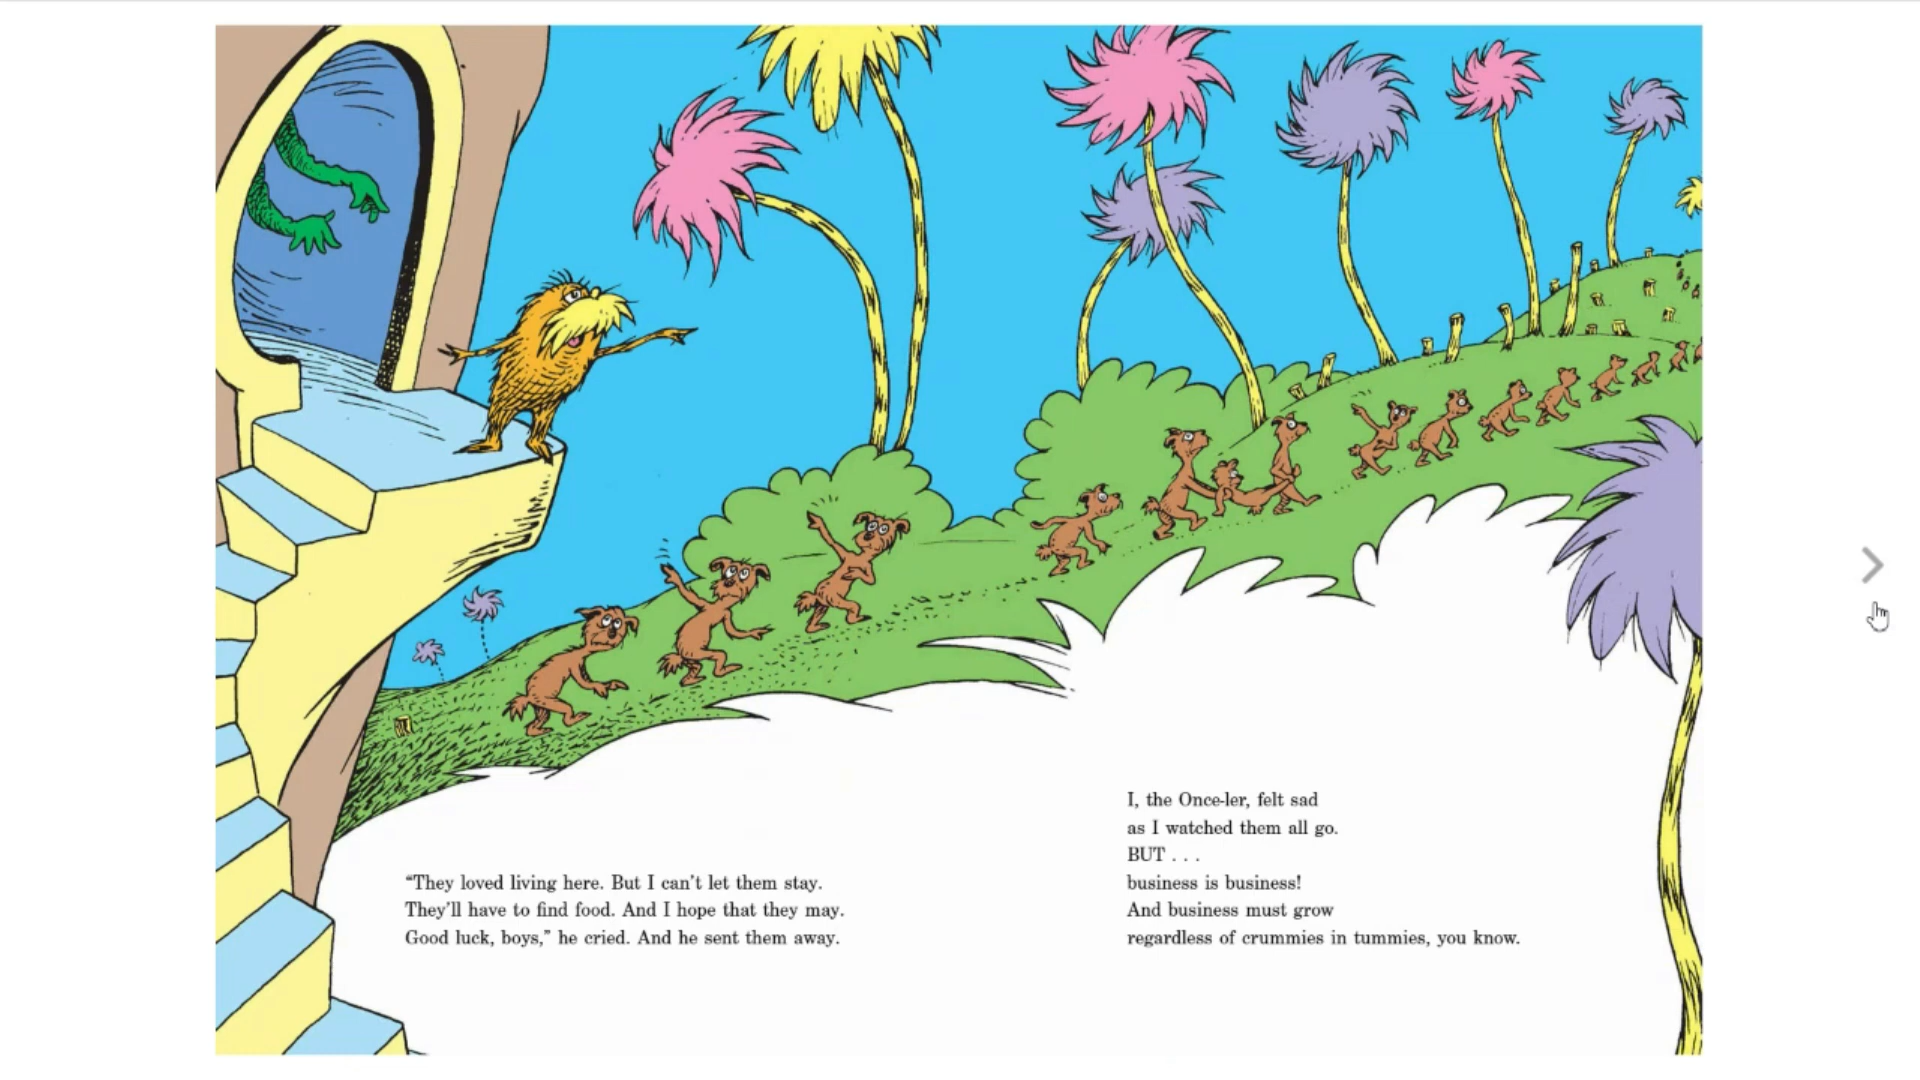 “They loved living here. But I can’t let them stay.
They’ll have to find food. And I hope that they may.
Good luck, boys,” he cried. And he sent them away.
I, the Once-ler, felt sad
as I watched them all go.
BUT . . .
business is business!
And business must grow
regardless of crummies in tummies, you know.